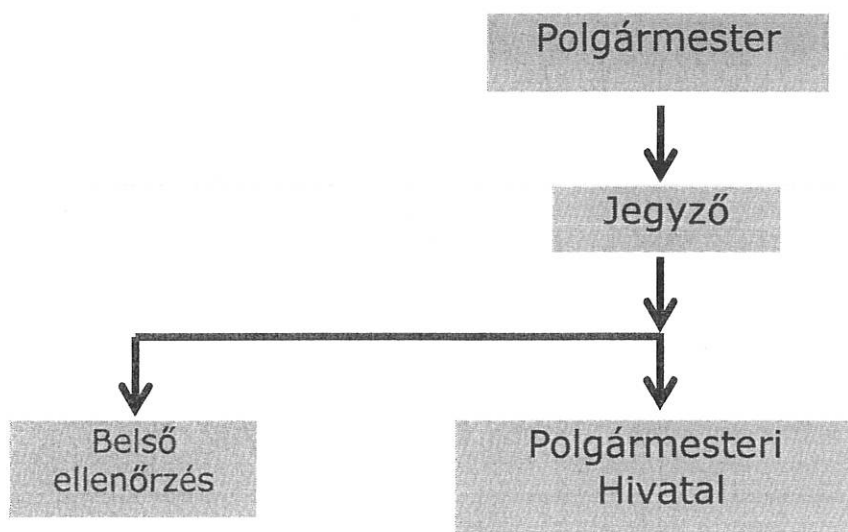 Polgármester
Jegyző
Belső
ellenőrzés
Polgármesteri
Hivatal